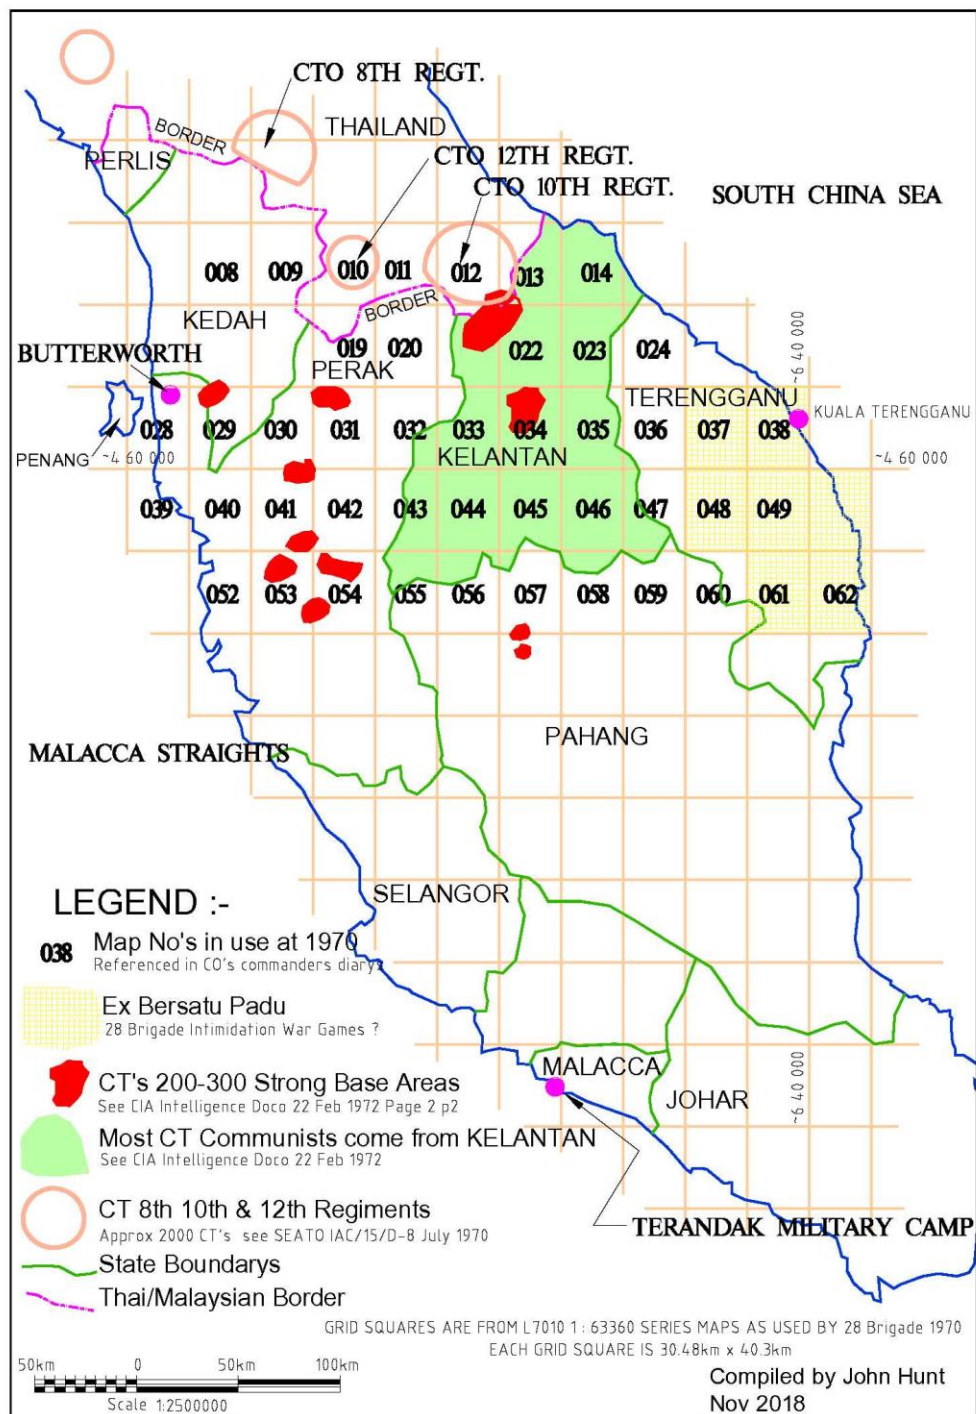 CTO 8TH REGT.
THAILAND
BORDER
PERLIS
CTO 12TH REGT.
CTO 10TH REGT.
SOUTH CHINA SEA
008 009 010 011 012 013 014
KEDAH
BORDER
BUTTERWORTH
019 020 022 023 024
PERAK
~6 40 000
TERENGGANU
KUALA TERENGGANU
028 029 030 031 032 033 034 035 036 037 038
PENANG
~4 60 000
KELANTAN
~4 60 000
039 040 041 042 043 044 045 046 047 048 049
052 053 054 055 056 057 058 059 060 061 062
PAHANG
MALACCA STRAIGHTS
SELANGOR
LEGEND :-
038 Map No's in use at 1970
Referenced in CO's commanders diarys
Ex Bersatu Padu
28 Brigade Intimidation War Games ?
CT's 200-300 Strong Base Areas
See CIA Intelligence Doco 22 Feb 1972 Page 2 p2
Most CT Communists come from KELANTAN
See CIA Intelligence Doco 22 Feb 1972
CT 8th 10th & 12th Regiments
Approx 2000 CT's see SEATO IAC/15/D-8 July 1970
State Boundarys
Thai/Malaysian Border
MALACCA
JOHAR
~6 40 000
TERANDAK MILITARY CAMP
GRID SQUARES ARE FROM L7010 1 : 63360 SERIES MAPS AS USED BY 28 Brigade 1970
EACH GRID SQUARE IS 30.48km x 40.3km
50km 0 50km 100km
Scale 1:2500000
Compiled by John Hunt
Nov 2018